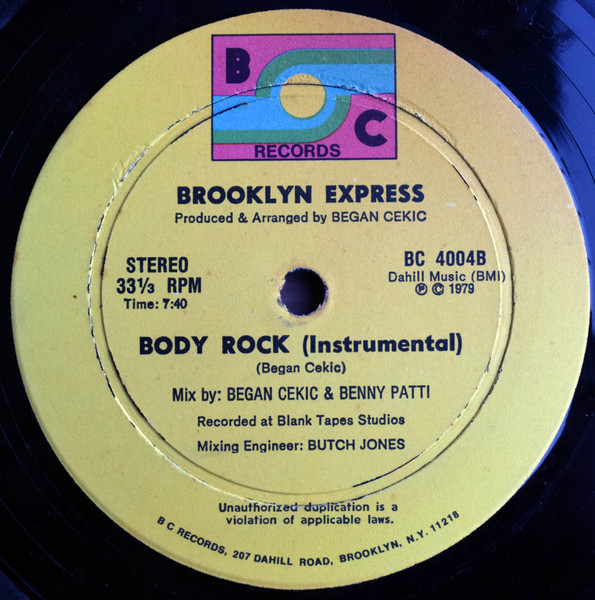 B
C
RECORDS
BROOKLYN EXPRESS
Produced & Arranged by BEGAN CEKIC
STEREO
33⅓ RPM
Time: 7:40
BC 4004B
Dahill Music (BMI)
℗ © 1979
BODY ROCK (Instrumental)
(Began Cekic)
Mix by: BEGAN CEKIC & BENNY PATTI
Recorded at Blank Tapes Studios
Mixing Engineer: BUTCH JONES
Unauthorized duplication is a
violation of applicable laws.
B C RECORDS, 207 DAHILL ROAD, BROOKLYN, N.Y. 11218